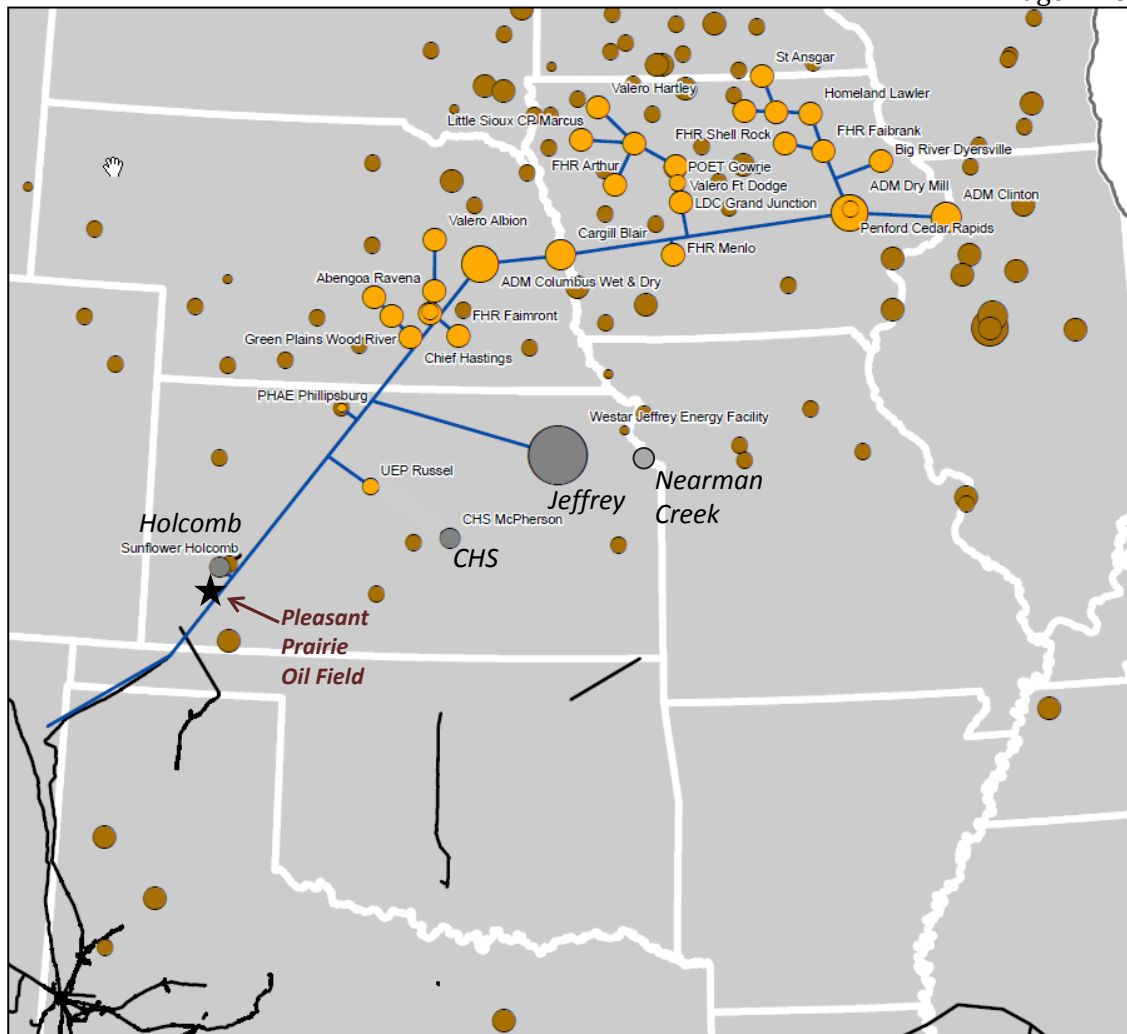 St Ansgar
Valero Hartley
Homeland Lawler
Little Sioux CP Marcus
FHR Shell Rock
FHR Faibrank
Big River Dyersville
FHR Arthur
POET Gowrie
Valero Ft Dodge
ADM Dry Mill
ADM Clinton
LDC Grand Junction
Valero Albion
Cargill Blair
Penford Cedar Rapids
FHR Menlo
Abengoa Ravena
ADM Columbus Wet & Dry
FHR Faimront
Green Plains Wood River
Chief Hastings
PHAE Phillipsburg
Westar Jeffrey Energy Facility
UEP Russel
Jeffrey
Nearman
Creek
CHS McPherson
CHS
Holcomb
Sunflower Holcomb
Pleasant
Prairie
Oil Field